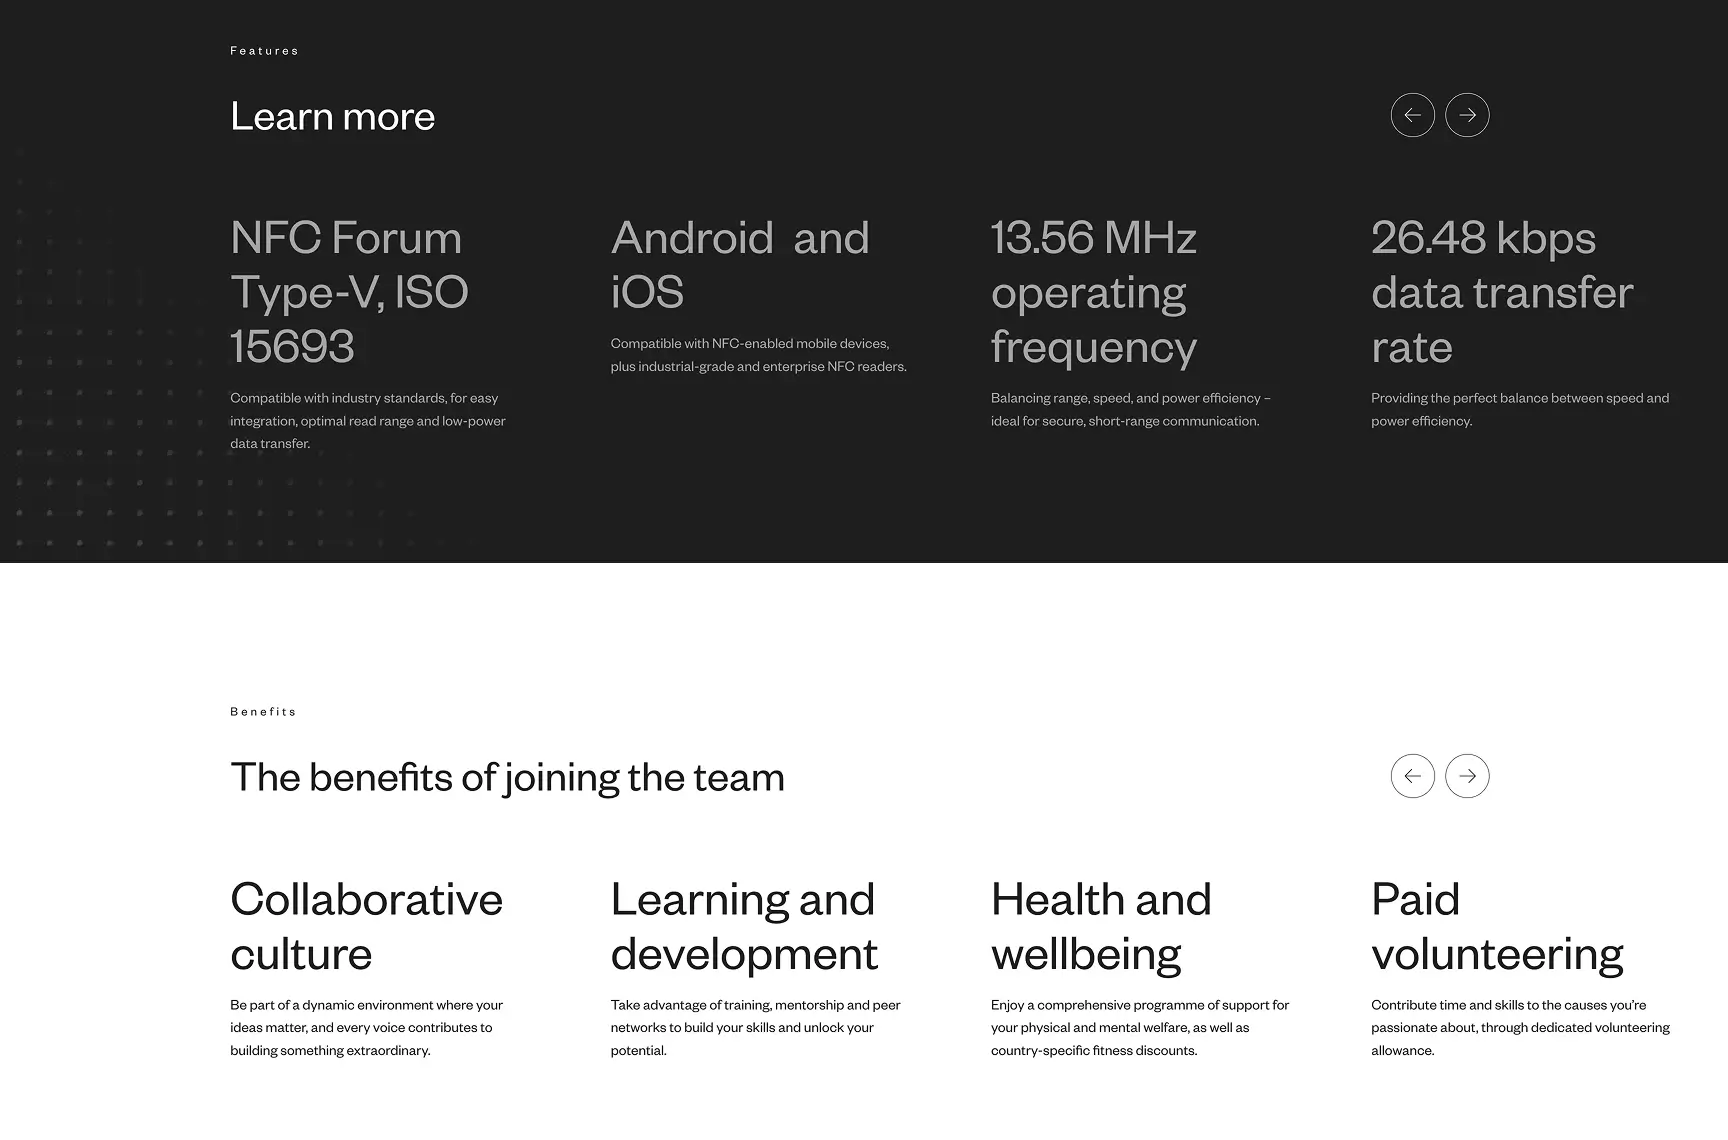 Features
Learn more
NFC Forum
Type-V, ISO
15693
Compatible with industry standards, for easy
integration, optimal read range and low-power
data transfer.
Android  and
iOS
Compatible with NFC-enabled mobile devices,
plus industrial-grade and enterprise NFC readers.
13.56 MHz
operating
frequency
Balancing range, speed, and power efficiency –
ideal for secure, short-range communication.
26.48 kbps
data transfer
rate
Providing the perfect balance between speed and
power efficiency.
Benefits
The benefits of joining the team
Collaborative
culture
Be part of a dynamic environment where your
ideas matter, and every voice contributes to
building something extraordinary.
Learning and
development
Take advantage of training, mentorship and peer
networks to build your skills and unlock your
potential.
Health and
wellbeing
Enjoy a comprehensive programme of support for
your physical and mental welfare, as well as
country-specific fitness discounts.
Paid
volunteering
Contribute time and skills to the causes you’re
passionate about, through dedicated volunteering
allowance.